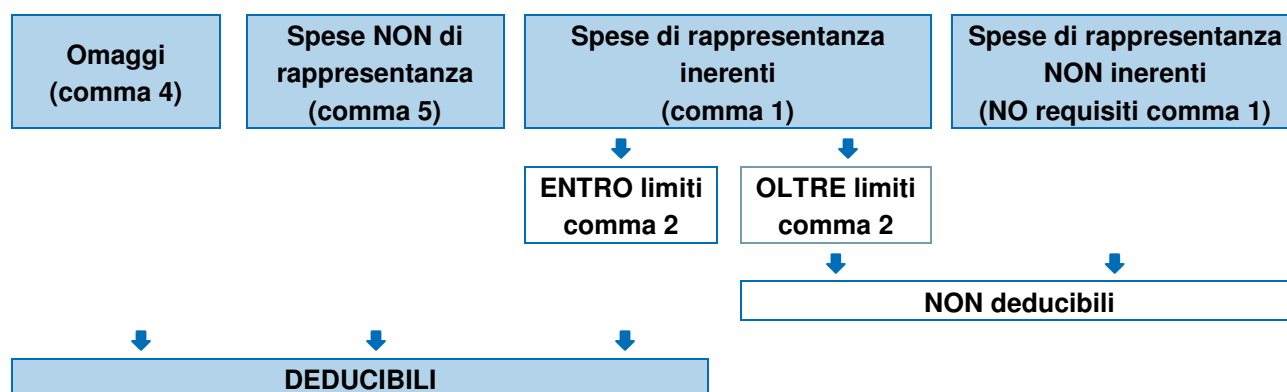 Omaggi
(comma 4)
Spese NON di
rappresentanza
(comma 5)
Spese di rappresentanza
inerenti
(comma 1)
Spese di rappresentanza
NON inerenti
(NO requisiti comma 1)
ENTRO limiti
comma 2
OLTRE limiti
comma 2
NON deducibili
DEDUCIBILI